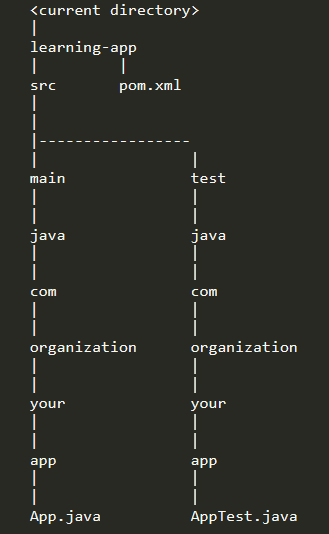 <current directory>
|
learning-app
| |
src pom.xml
|
|
|-----------------
| |
main test
| |
| |
java java
| |
| |
com com
| |
| |
organization organization
| |
| |
your your
| |
| |
app app
| |
| |
App.java AppTest.java